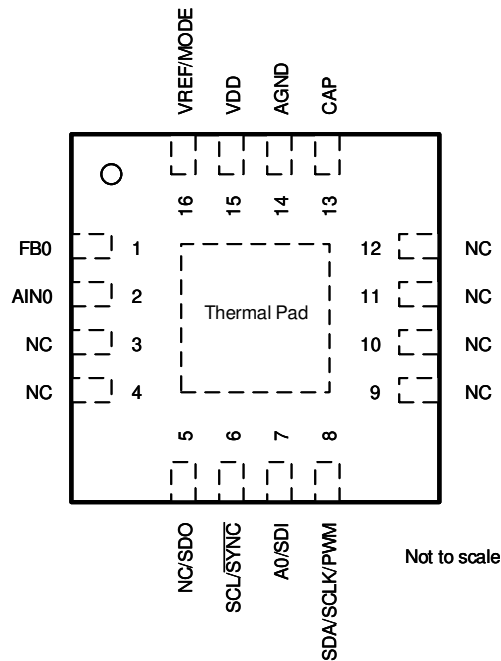 VREF/MODE
VDD
AGND
CAP
16
15
14
13
FB0
1
12
NC
AIN0
2
11
NC
Thermal Pad
NC
3
10
NC
NC
4
9
NC
5
6
7
8
NC/SDO
SCL/SYNC
A0/SDI
SDA/SCLK/PWM
Not to scale